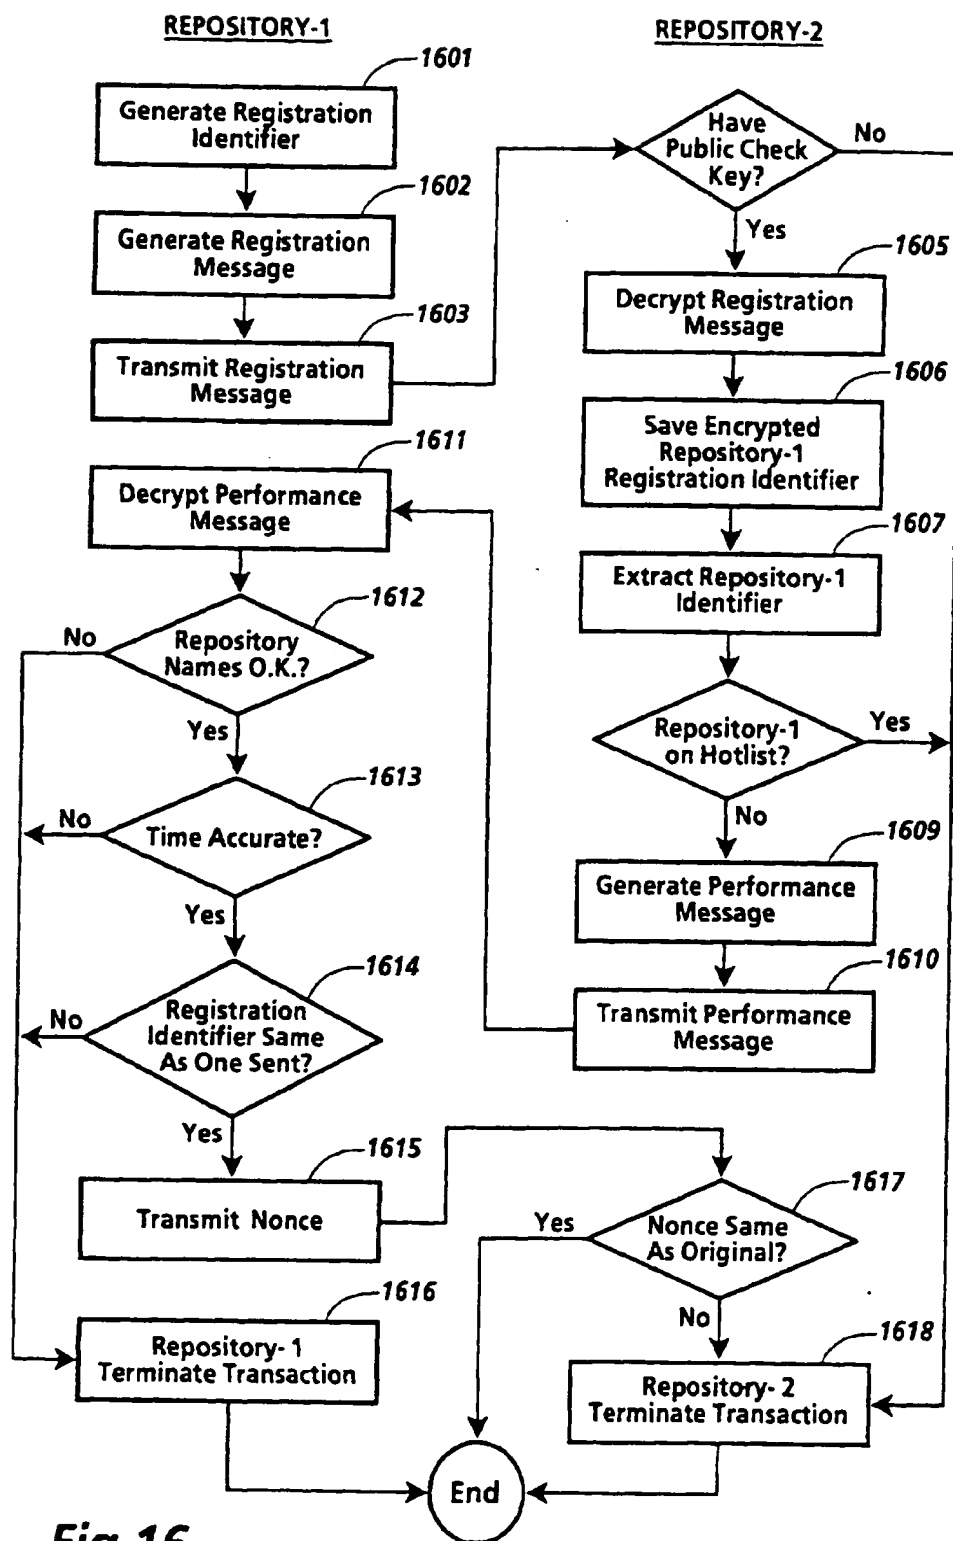 REPOSITORY-1
1601
Generate Registration
Identifier
1602
Generate Registration
Message
1603
Transmit Registration
Message
1611
Decrypt Performance
Message
1612
No
Repository
Names O.K.?
Yes
1613
No
Time Accurate?
Yes
1614
No
Registration
Identifier Same
As One Sent?
Yes
1615
Transmit Nonce
1616
Repository- 1
Terminate Transaction
REPOSITORY-2
Have
Public Check
Key?
No
Yes
1605
Decrypt Registration
Message
1606
Save Encrypted
Repository-1
Registration Identifier
1607
Extract Repository-1
Identifier
Repository-1
on Hotlist?
Yes
No
1609
Generate Performance
Message
1610
Transmit Performance
Message
1617
Yes
Nonce Same
As Original?
No
1618
Repository- 2
Terminate Transaction
End
Fig.16